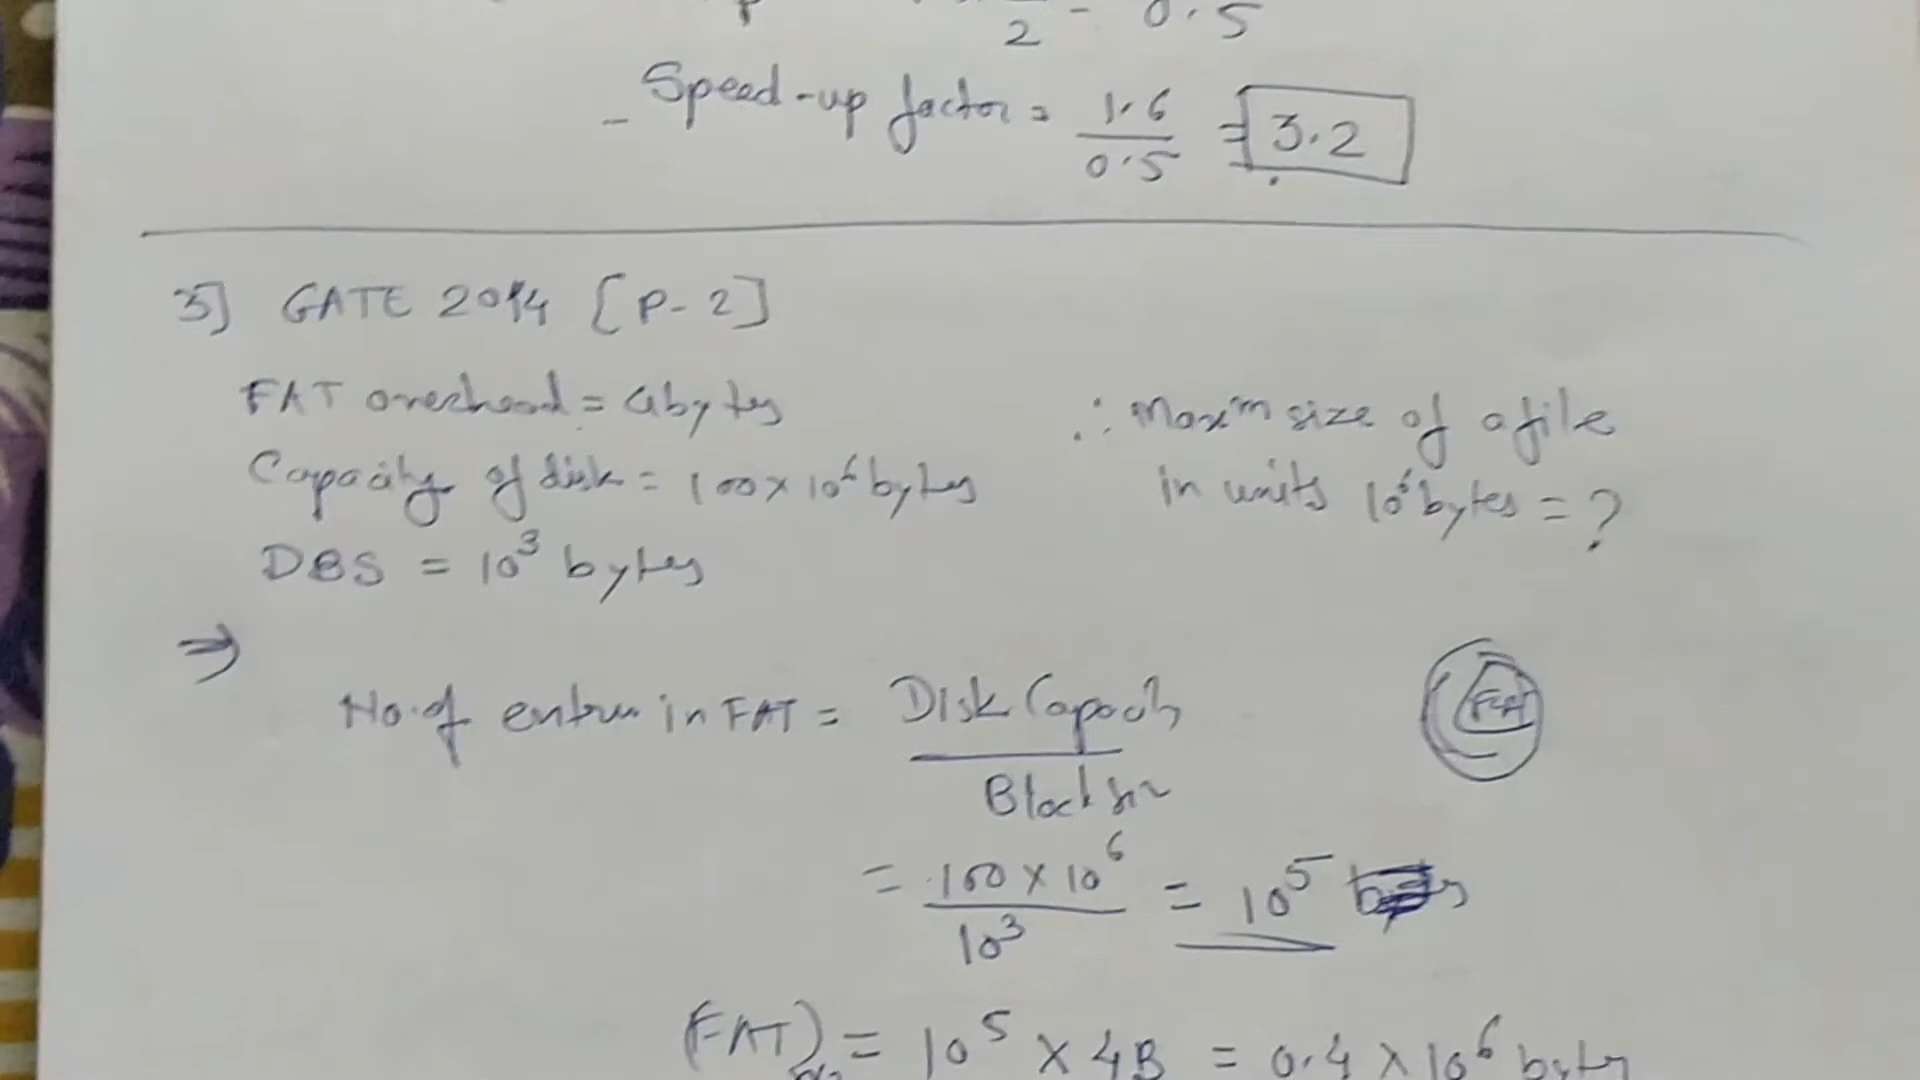 2 = 0.5
- Speed-up factor = 1.6 / 0.5 = 3.2
3] GATE 2014 [P-2]
FAT overhead = 4bytes
Capacity of disk = 100 × 10^6 bytes
DBS = 10^3 bytes
∴ Maxm size of a file
in units 10^6 bytes = ?
⇒
No. of entries in FAT = Disk Capacity
Block size
FAT
= 100 × 10^6 / 10^3 = 10^5
(FAT) = 10^5 × 4B = 0.4 × 10^6 bytes